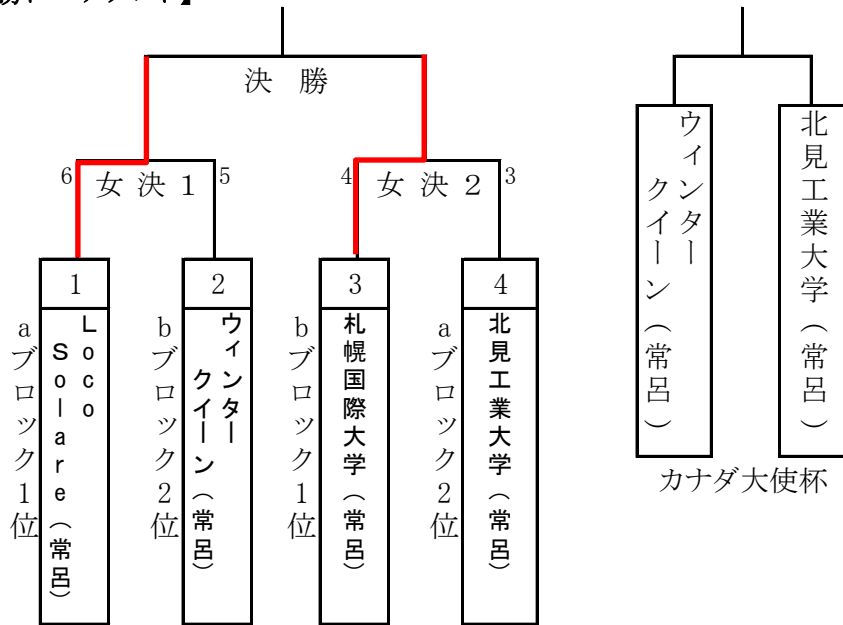 決 勝
6 女 決 1 5
4 女 決 2 3
1
2
3
4
aブロック1位
Loco
Solare(常呂)
bブロック2位
ウィンター
クイーン(常呂)
bブロック1位
札幌国際大学(常呂)
aブロック2位
北見工業大学(常呂)
ウィンター
クイーン(常呂)
北見工業大学(常呂)
カナダ大使杯